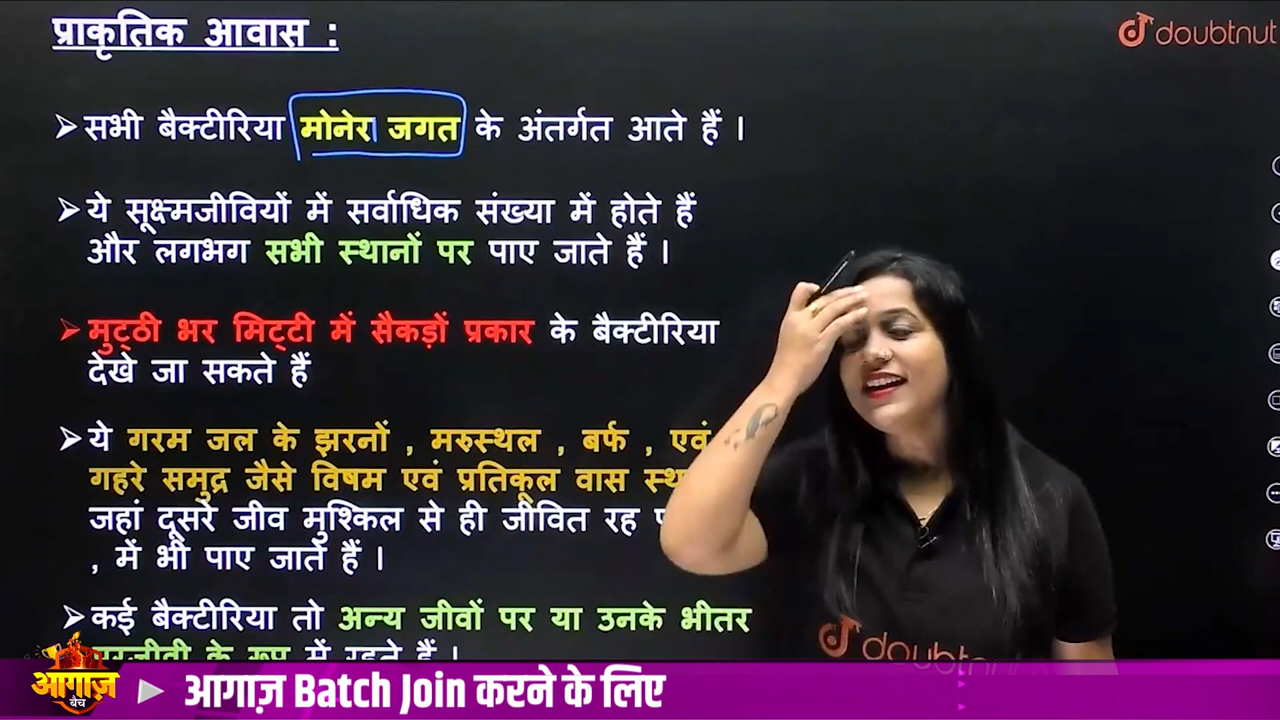 प्राकृतिक आवास :
doubtnut
➢सभी बैक्टीरिया मोनेरा जगत के अंतर्गत आते हैं ।
➢ये सूक्ष्मजीवियों में सर्वाधिक संख्या में होते हैं
और लगभग सभी स्थानों पर पाए जाते हैं ।
➢मुट्ठी भर मिट्टी में सैकड़ों प्रकार के बैक्टीरिया
देखे जा सकते हैं
➢ये गरम जल के झरनों , मरुस्थल , बर्फ , एवं
गहरे समुद्र जैसे विषम एवं प्रतिकूल वास
जहां दूसरे जीव मुश्किल से ही जीवित रह
, में भी पाए जाते हैं ।
➢कई बैक्टीरिया तो अन्य जीवों पर या उनके भीतर
के रूप में रहते हैं ।
doubtnut
आगाज़
बैच
आगाज़ Batch Join करने के लिए